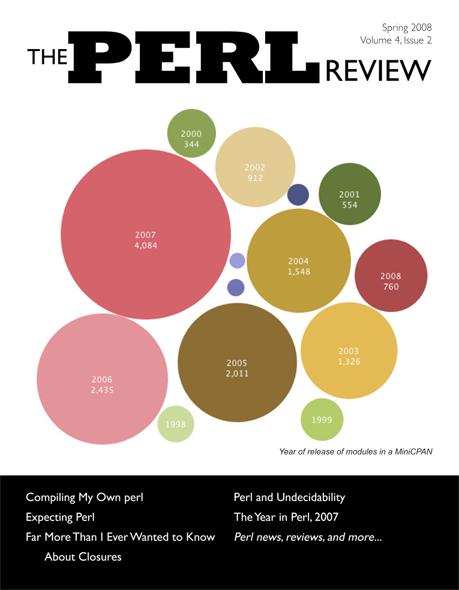 Spring 2008
Volume 4, Issue 2
THE PERL REVIEW
2000
344
2002
912
2001
554
2007
4,084
2004
1,548
2008
760
2003
1,326
2005
2,011
2006
2,435
1998
1999
Year of release of modules in a MiniCPAN
Compiling My Own perl
Expecting Perl
Far More Than I Ever Wanted to Know
About Closures
Perl and Undecidability
The Year in Perl, 2007
Perl news, reviews, and more...